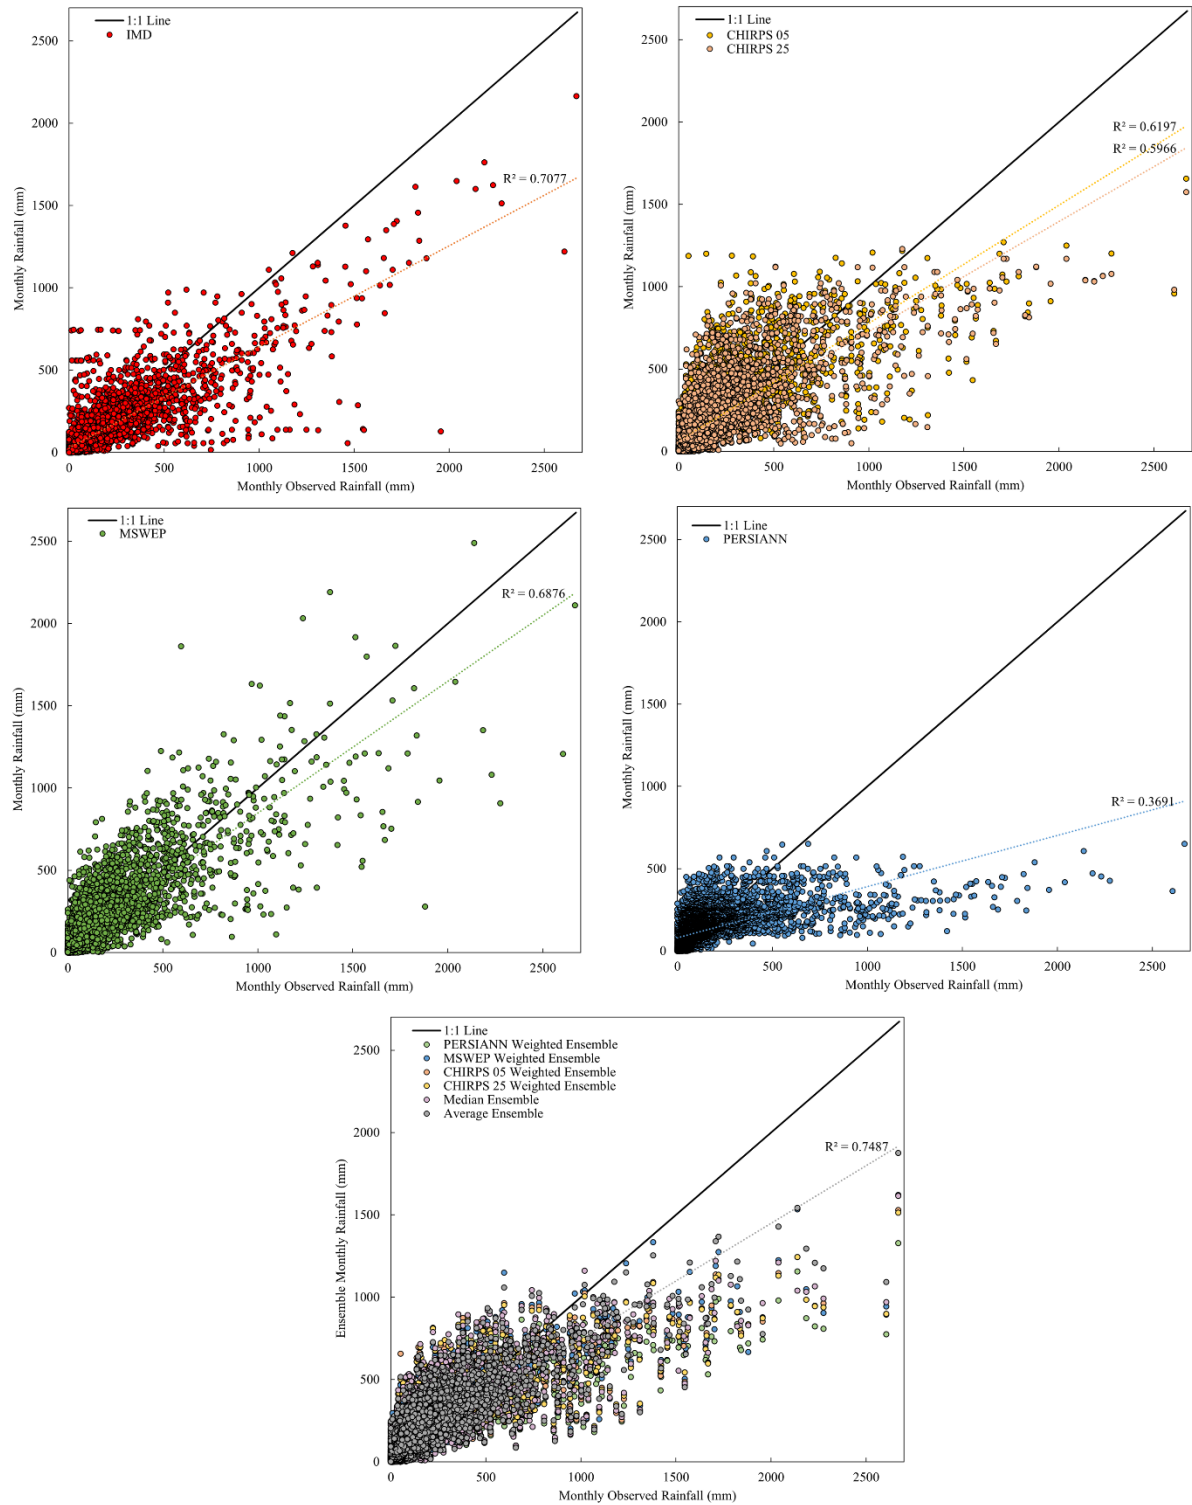 1:1 Line
IMD
2500
2000
1500
1000
500
0
R² = 0.7077
Monthly Rainfall (mm)
0 500 1000 1500 2000 2500
Monthly Observed Rainfall (mm)
1:1 Line
CHIRPS 05
CHIRPS 25
2500
2000
1500
1000
500
0
R² = 0.6197
R² = 0.5966
Monthly Rainfall (mm)
0 500 1000 1500 2000 2500
Monthly Observed Rainfall (mm)
1:1 Line
MSWEP
2500
2000
1500
1000
500
0
R² = 0.6876
Monthly Rainfall (mm)
0 500 1000 1500 2000 2500
Monthly Observed Rainfall (mm)
1:1 Line
PERSIANN
2500
2000
1500
1000
500
0
R² = 0.3691
Monthly Rainfall (mm)
0 500 1000 1500 2000 2500
Monthly Observed Rainfall (mm)
1:1 Line
PERSIANN Weighted Ensemble
MSWEP Weighted Ensemble
CHIRPS 05 Weighted Ensemble
CHIRPS 25 Weighted Ensemble
Median Ensemble
Average Ensemble
2500
2000
1500
1000
500
0
R² = 0.7487
Ensemble Monthly Rainfall (mm)
0 500 1000 1500 2000 2500
Monthly Observed Rainfall (mm)